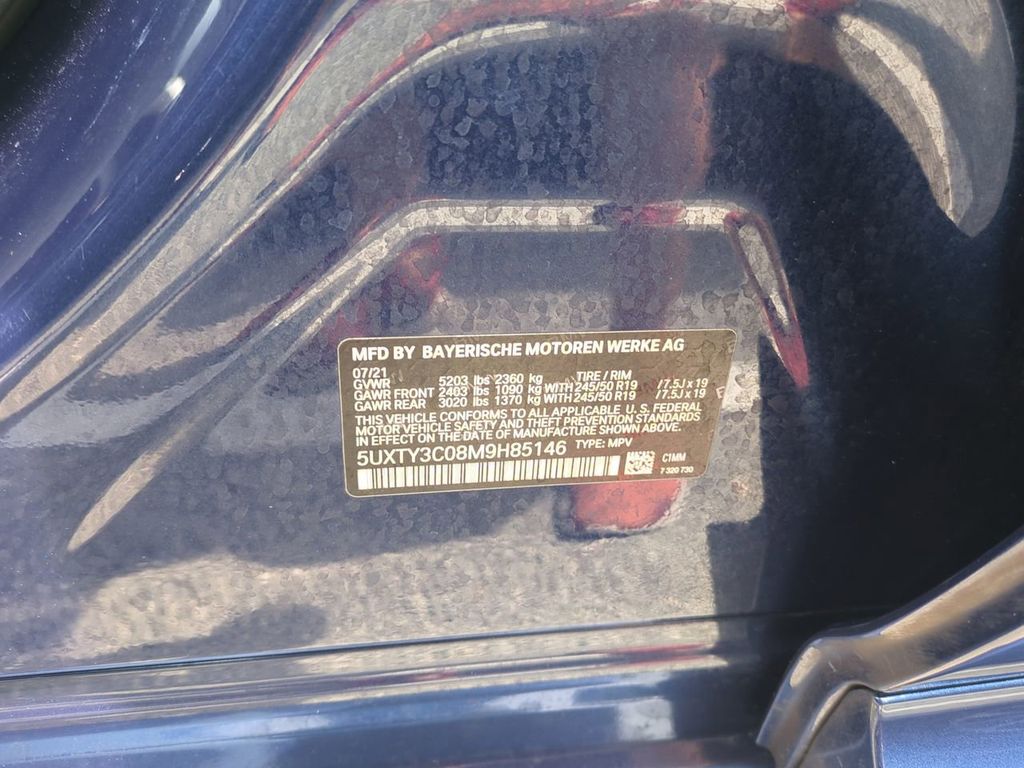 MFD BY BAYERISCHE MOTOREN WERKE AG
07/21 TIRE / RIM
GVWR 5203 lbs 2360 kg
GAWR FRONT 2403 lbs 1090 kg WITH 245/50 R19 / 7.5J x 19
GAWR REAR 3020 lbs 1370 kg WITH 245/50 R19 / 7.5J x 19
THIS VEHICLE CONFORMS TO ALL APPLICABLE U.S. FEDERAL
MOTOR VEHICLE SAFETY AND THEFT PREVENTION STANDARDS
IN EFFECT ON THE DATE OF MANUFACTURE SHOWN ABOVE.
5UXTY3C08M9H85146 TYPE: MPV
C1MM
7 320 730